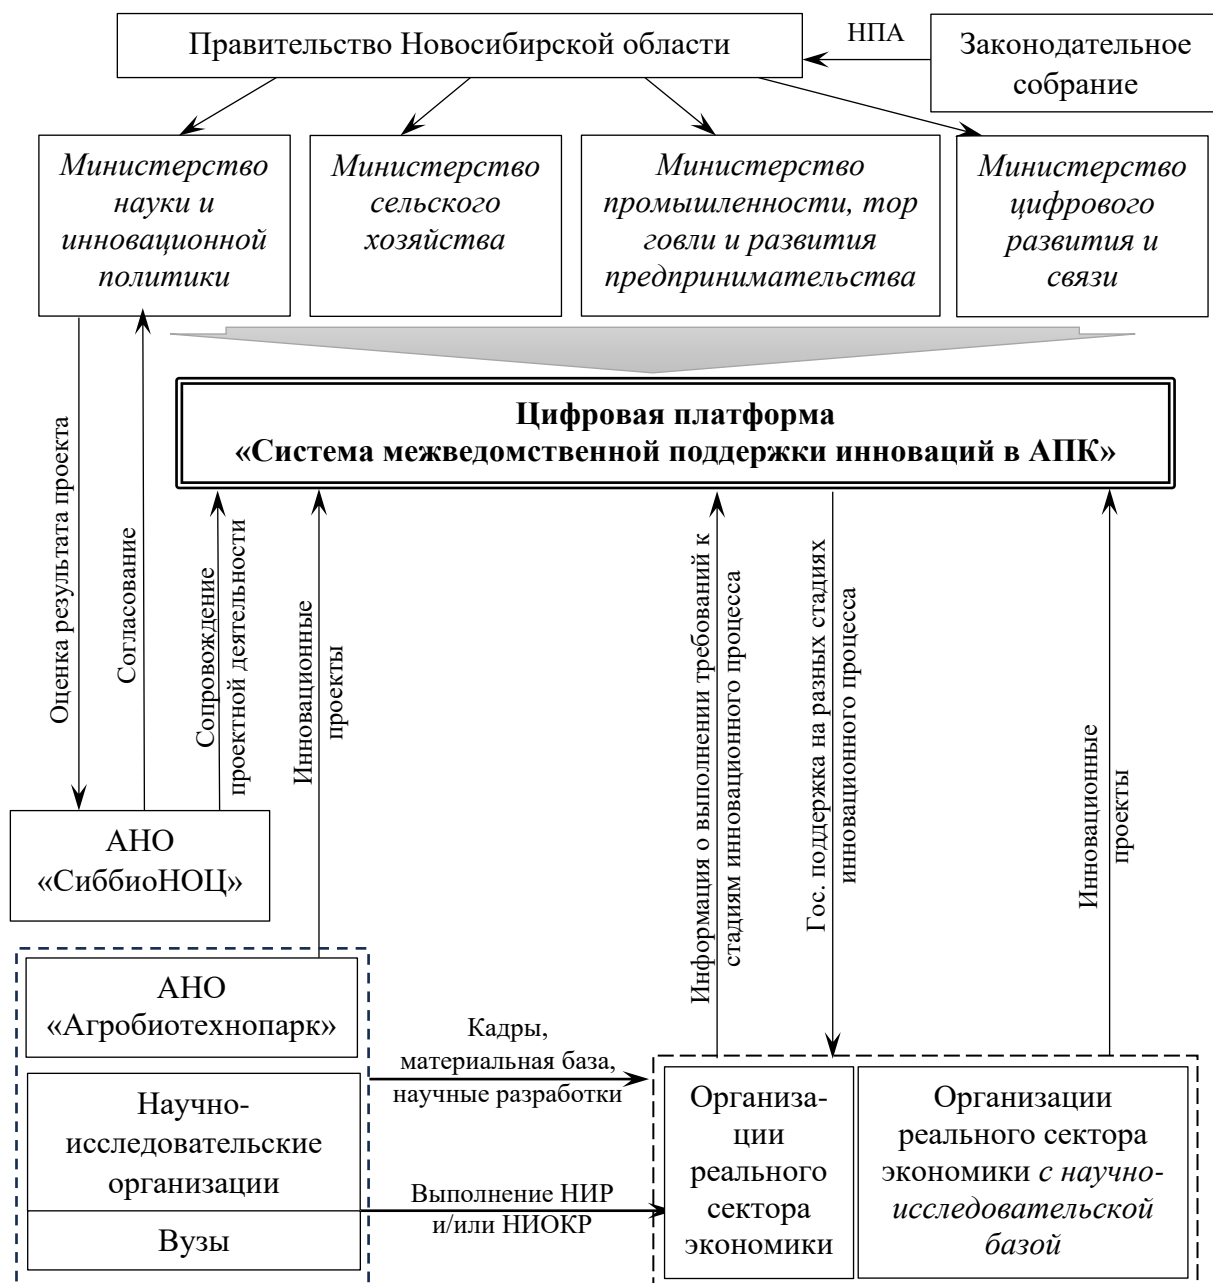 Правительство Новосибирской области
НПА
Законодательное
собрание
Министерство
науки и
инновационной
политики
Министерство
сельского
хозяйства
Министерство
промышленности, тор
говли и развития
предпринимательства
Министерство
цифрового
развития и
связи
Цифровая платформа
«Система межведомственной поддержки инноваций в АПК»
Оценка результата проекта
Согласование
Сопровождение
проектной деятельности
Инновационные
проекты
Информация о выполнении требований к
стадиям инновационного процесса
Гос. поддержка на разных стадиях
инновационного процесса
Инновационные
проекты
АНО
«СиббиоНОЦ»
АНО
«Агробиотехнопарк»
Научно-
исследовательские
организации
Вузы
Кадры,
материальная база,
научные разработки
Выполнение НИР
и/или НИОКР
Организа-
ции
реального
сектора
экономики
Организации
реального сектора
экономики с научно-
исследовательской
базой